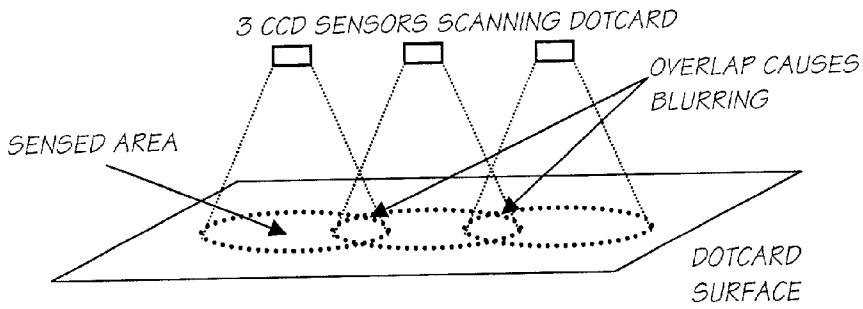 3 CCD SENSORS SCANNING DOTCARD
OVERLAP CAUSES
BLURRING
SENSED AREA
DOTCARD
SURFACE